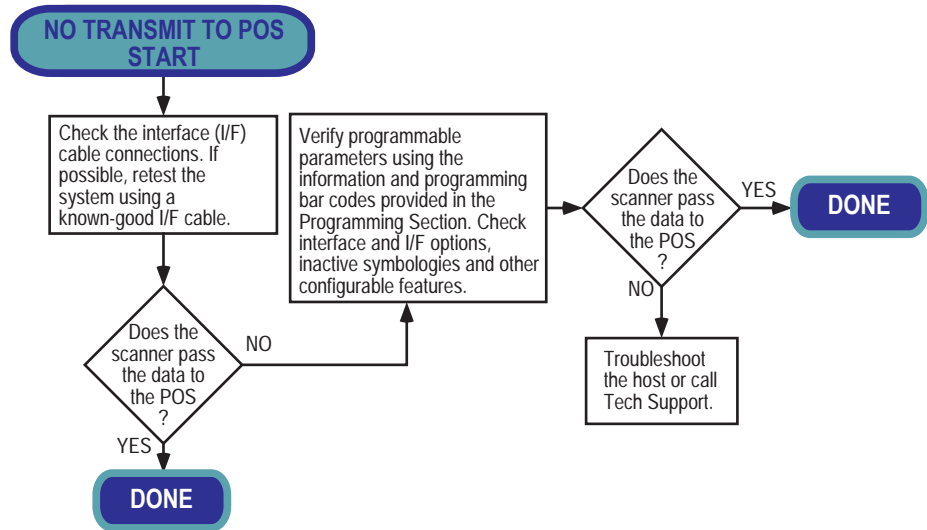 NO TRANSMIT TO POS
START
Check the interface (I/F)
cable connections. If
possible, retest the
system using a
known-good I/F cable.
Does the
scanner pass
the data to
the POS
?
NO
YES
DONE
Verify programmable
parameters using the
information and programming
bar codes provided in the
Programming Section. Check
interface and I/F options,
inactive symbologies and other
configurable features.
Does the
scanner pass
the data to
the POS
?
YES
DONE
NO
Troubleshoot
the host or call
Tech Support.